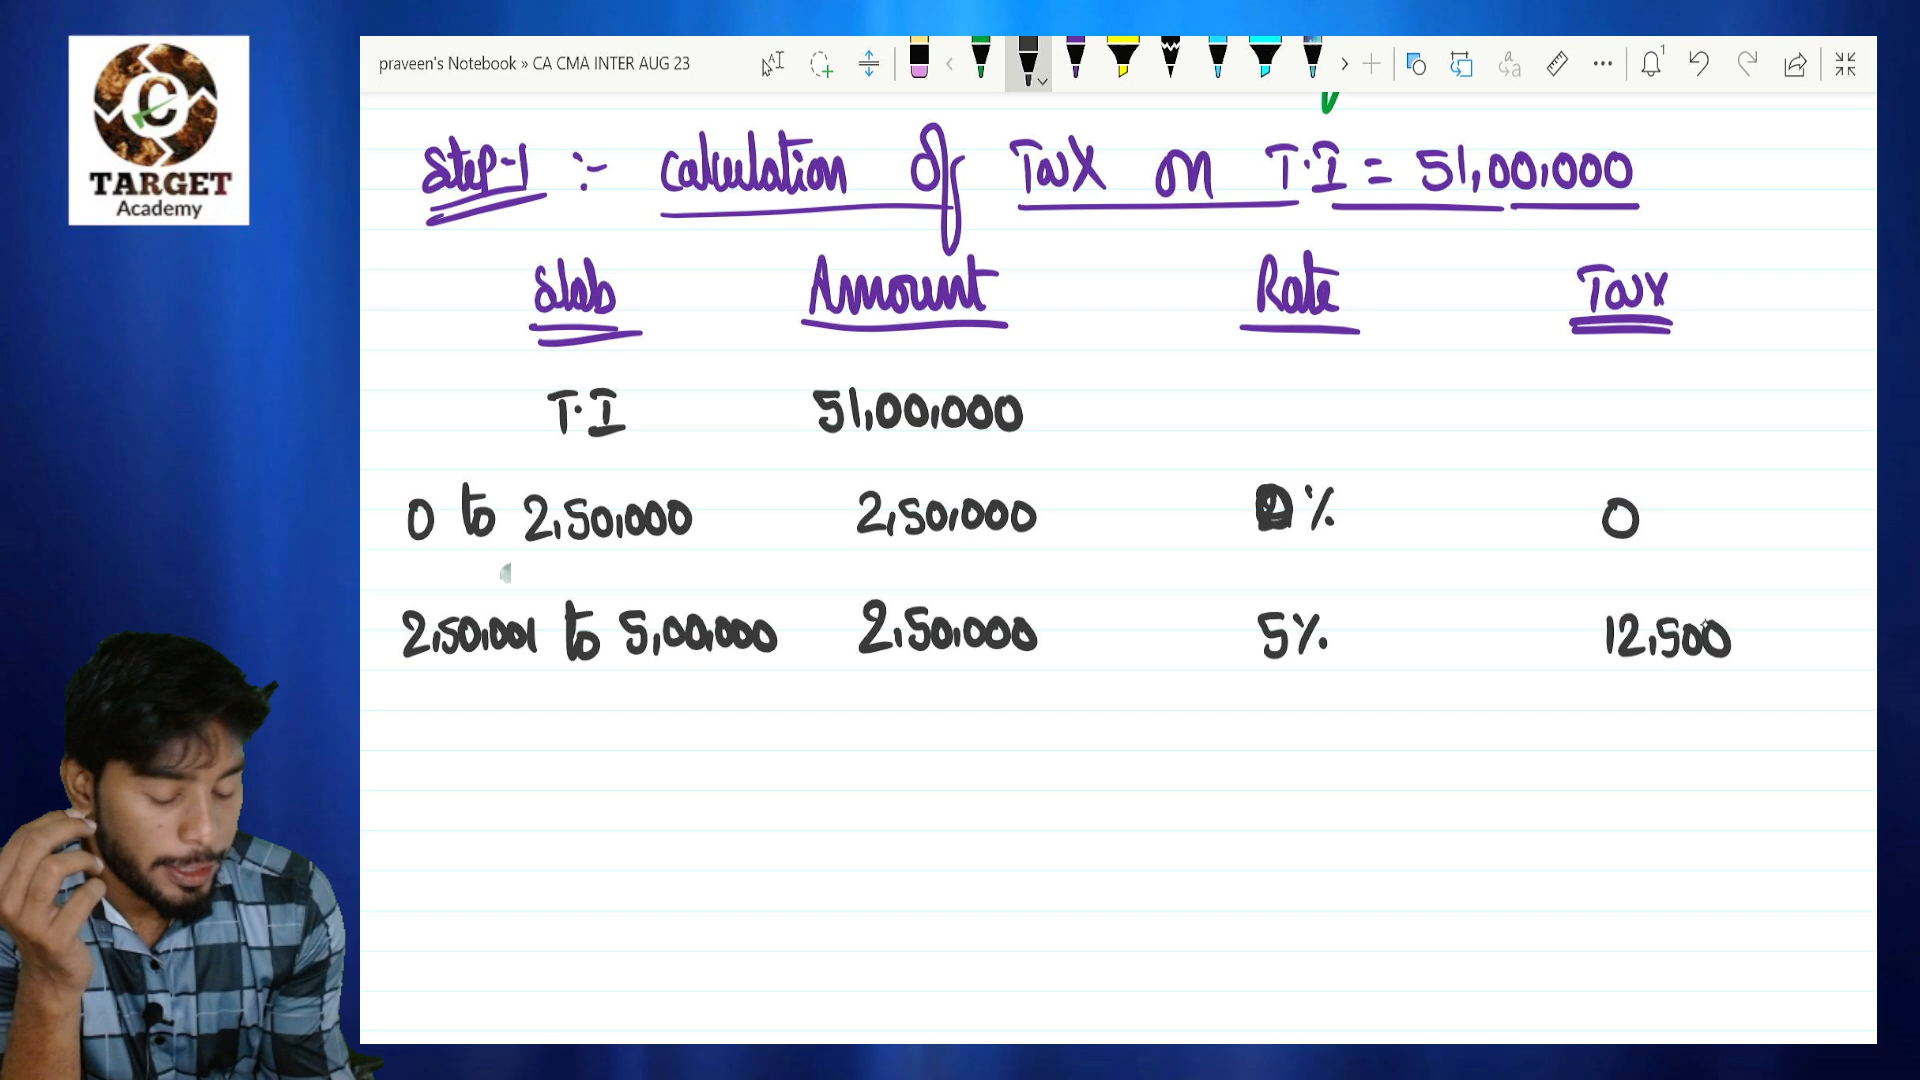 TARGET
Academy
praveen's Notebook » CA CMA INTER AUG 23
Step-1 :- Calculation of Tax on T.I = 51,00,000
Slab Amount Rate Tax
T.I 51,00,000
0 to 2,50,000 2,50,000 0% 0
2,50,001 to 5,00,000 2,50,000 5% 12,500